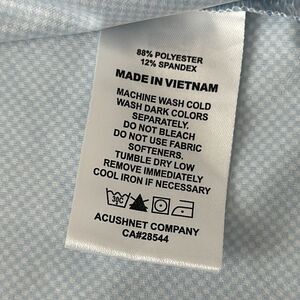 88% POLYESTER
12% SPANDEX
MADE IN VIETNAM
MACHINE WASH COLD
WASH DARK COLORS
SEPARATELY.
DO NOT BLEACH
DO NOT USE FABRIC
SOFTENERS.
TUMBLE DRY LOW
REMOVE IMMEDIATELY
COOL IRON IF NECESSARY
30C
ACUSHNET COMPANY
CA#28544